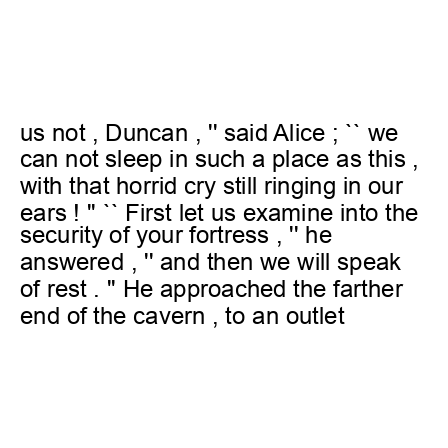 us not , Duncan , '' said Alice ; `` we
can not sleep in such a place as this ,
with that horrid cry still ringing in our
ears ! " `` First let us examine into the
security of your fortress , '' he
answered , '' and then we will speak
of rest . " He approached the farther
end of the cavern , to an outlet